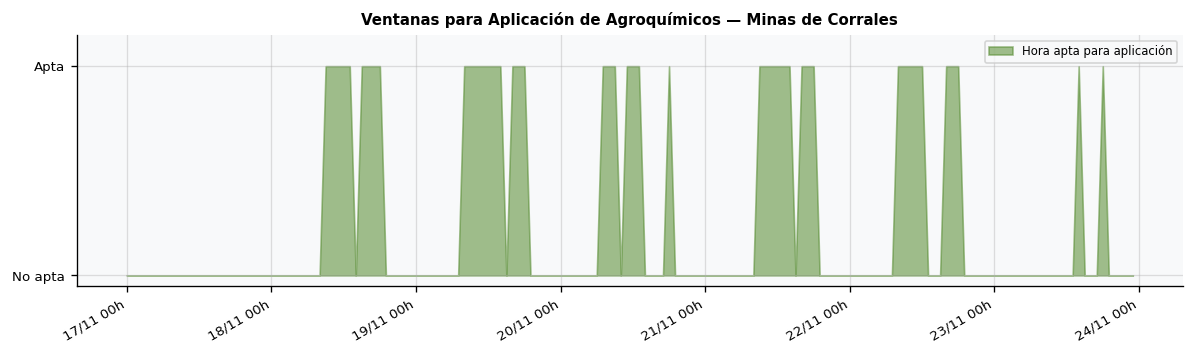 Ventanas para Aplicación de Agroquímicos — Minas de Corrales
Hora apta para aplicación
Apta
No apta
17/11 00h
18/11 00h
19/11 00h
20/11 00h
21/11 00h
22/11 00h
23/11 00h
24/11 00h